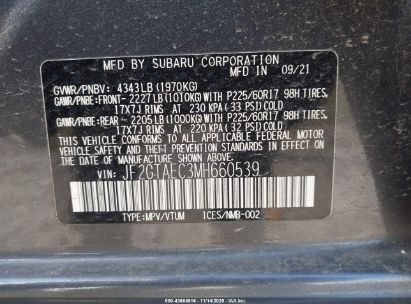 MFD. BY SUBARU CORPORATION
MADE IN 09/21
GVWR/PNBV: 4343LB(1970KG)
GAWR/PNBE:FRONT- 2227LB(1010KG)WITH P225/60R17 98H TIRES,
17X7J RIMS AT 230 KPA(33 PSI)COLD
GAWR/PNBE:REAR - 2205LB(1000KG)WITH P225/60R17 98H TIRES,
17X7J RIMS AT 220 KPA(32 PSI)COLD
THIS VEHICLE CONFORMS TO ALL APPLICABLE FEDERAL MOTOR
VEHICLE SAFETY, BUMPER, AND THEFT PREVENTION STANDARDS
IN EFFECT ON THE DATE OF MANUFACTURE SHOWN ABOVE.
VIN: JF2GTAEC3MH660539
TYPE:MPV/VTUM ICES/NMB-002